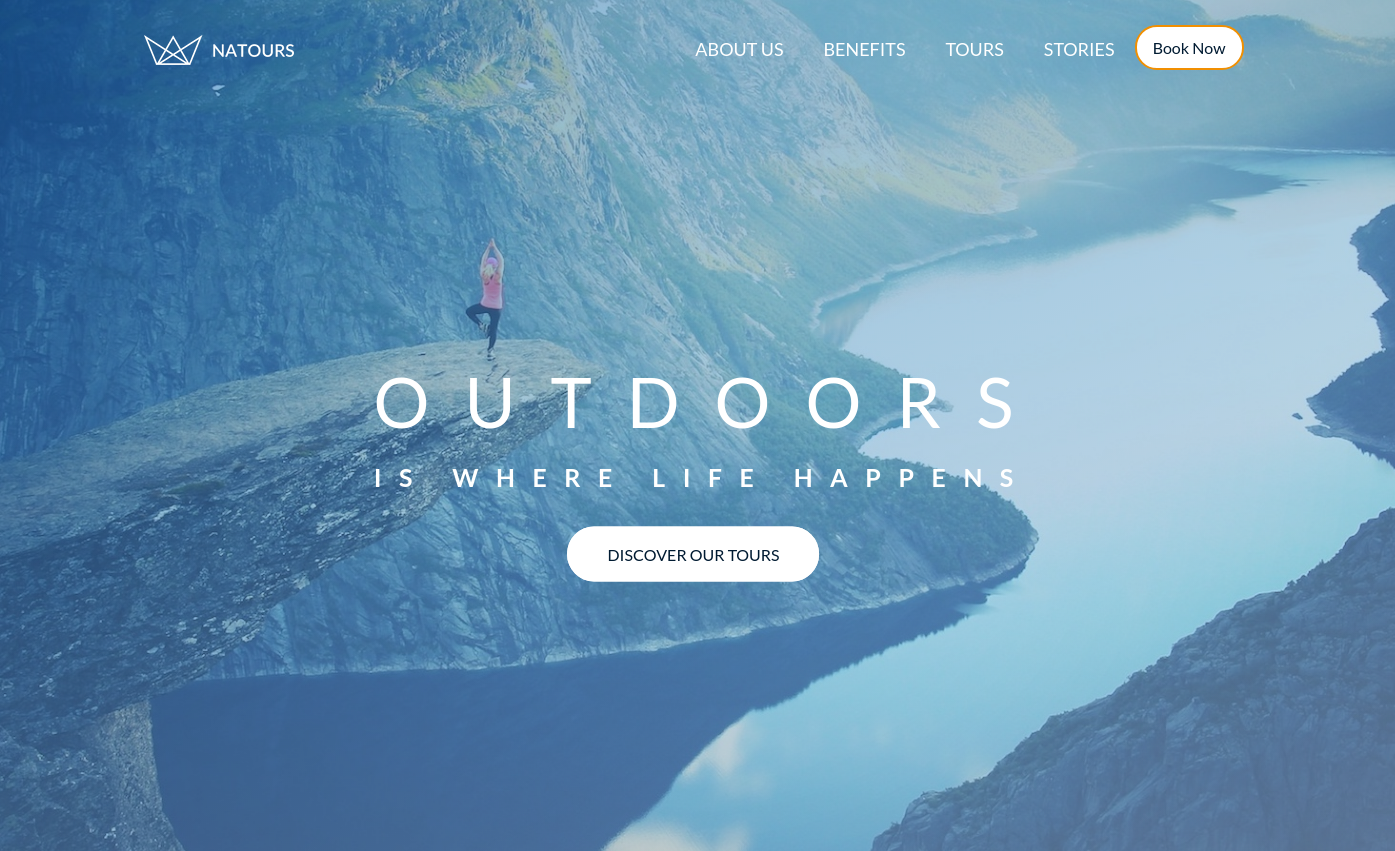 NATOURS
ABOUT US BENEFITS TOURS STORIES Book Now
OUTDOORS
IS WHERE LIFE HAPPENS
DISCOVER OUR TOURS